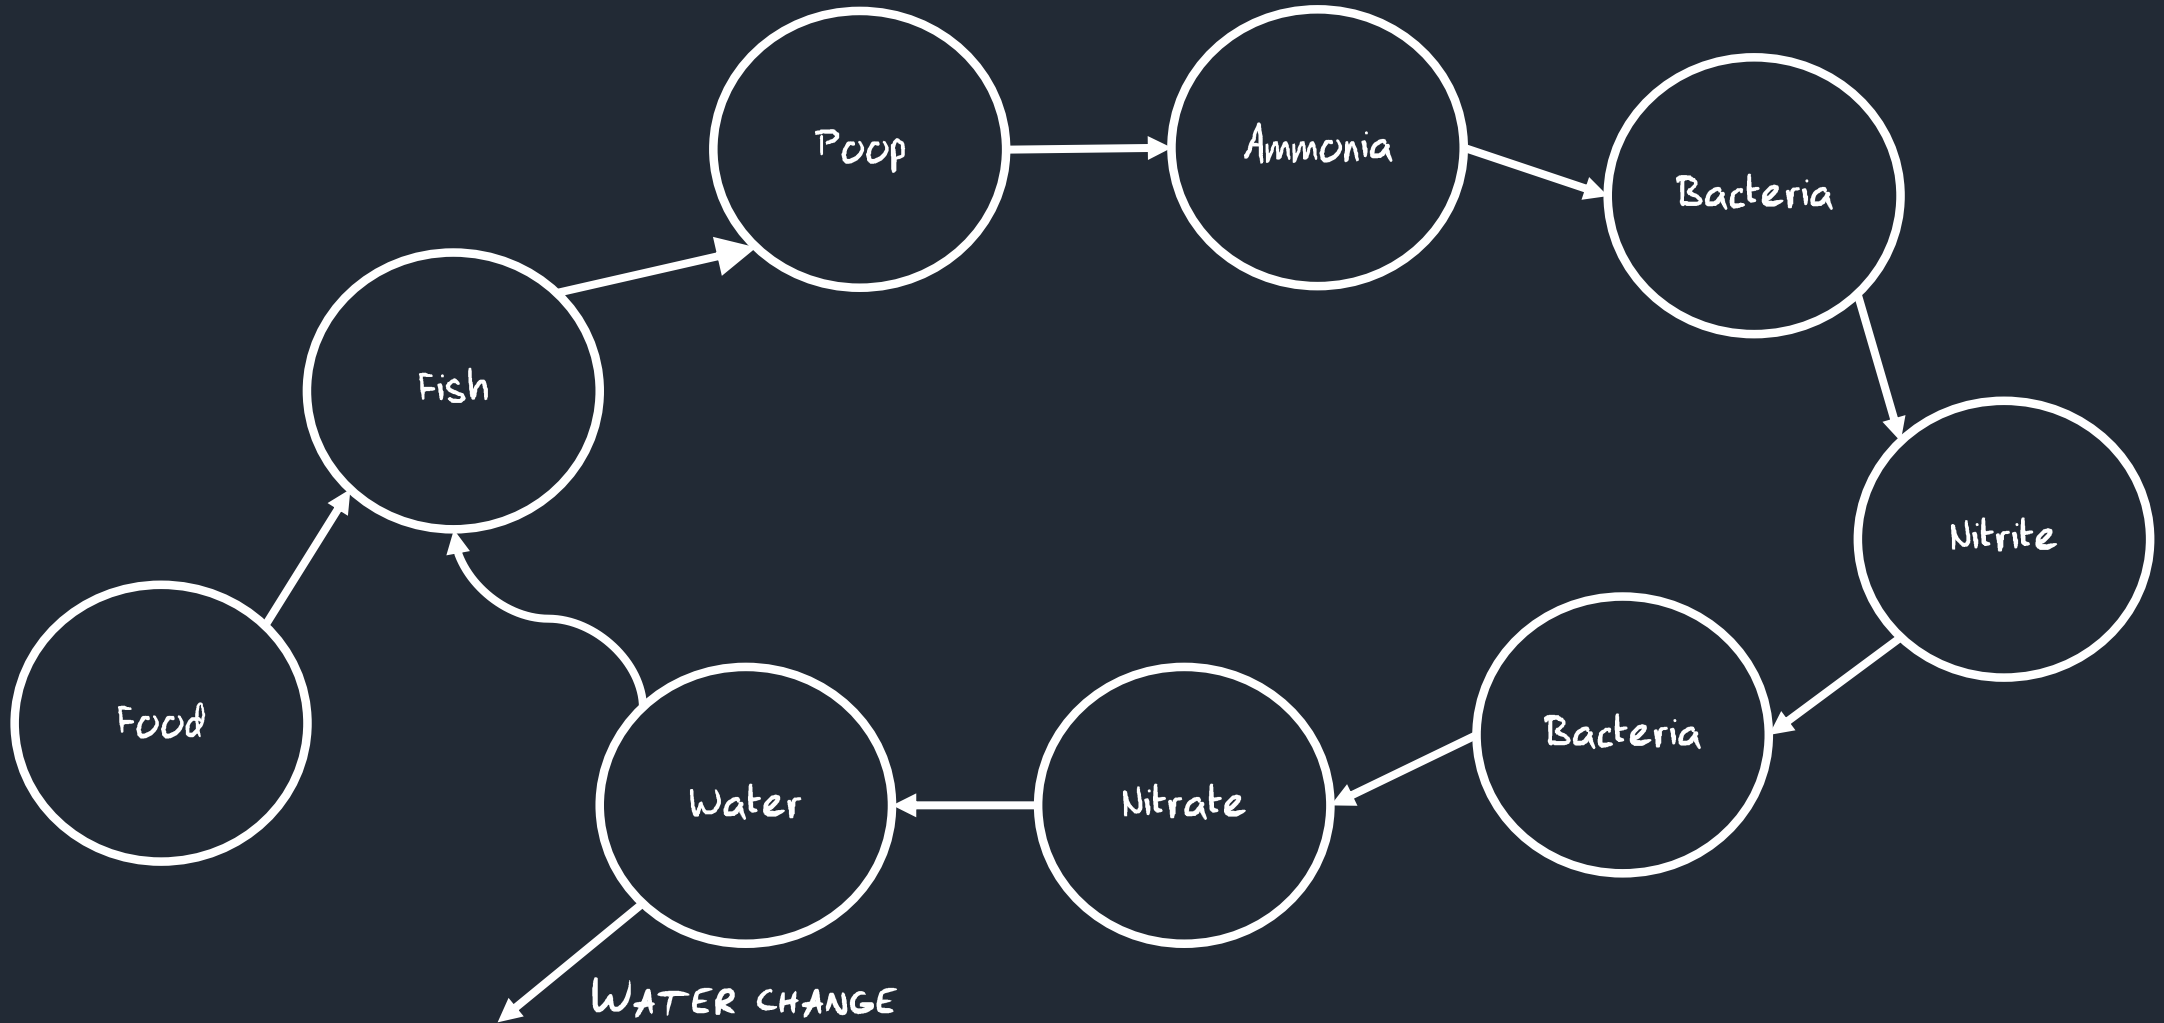 Poop
Ammonia
Bacteria
Fish
Nitrite
Food
Bacteria
Water
Nitrate
WATER CHANGE